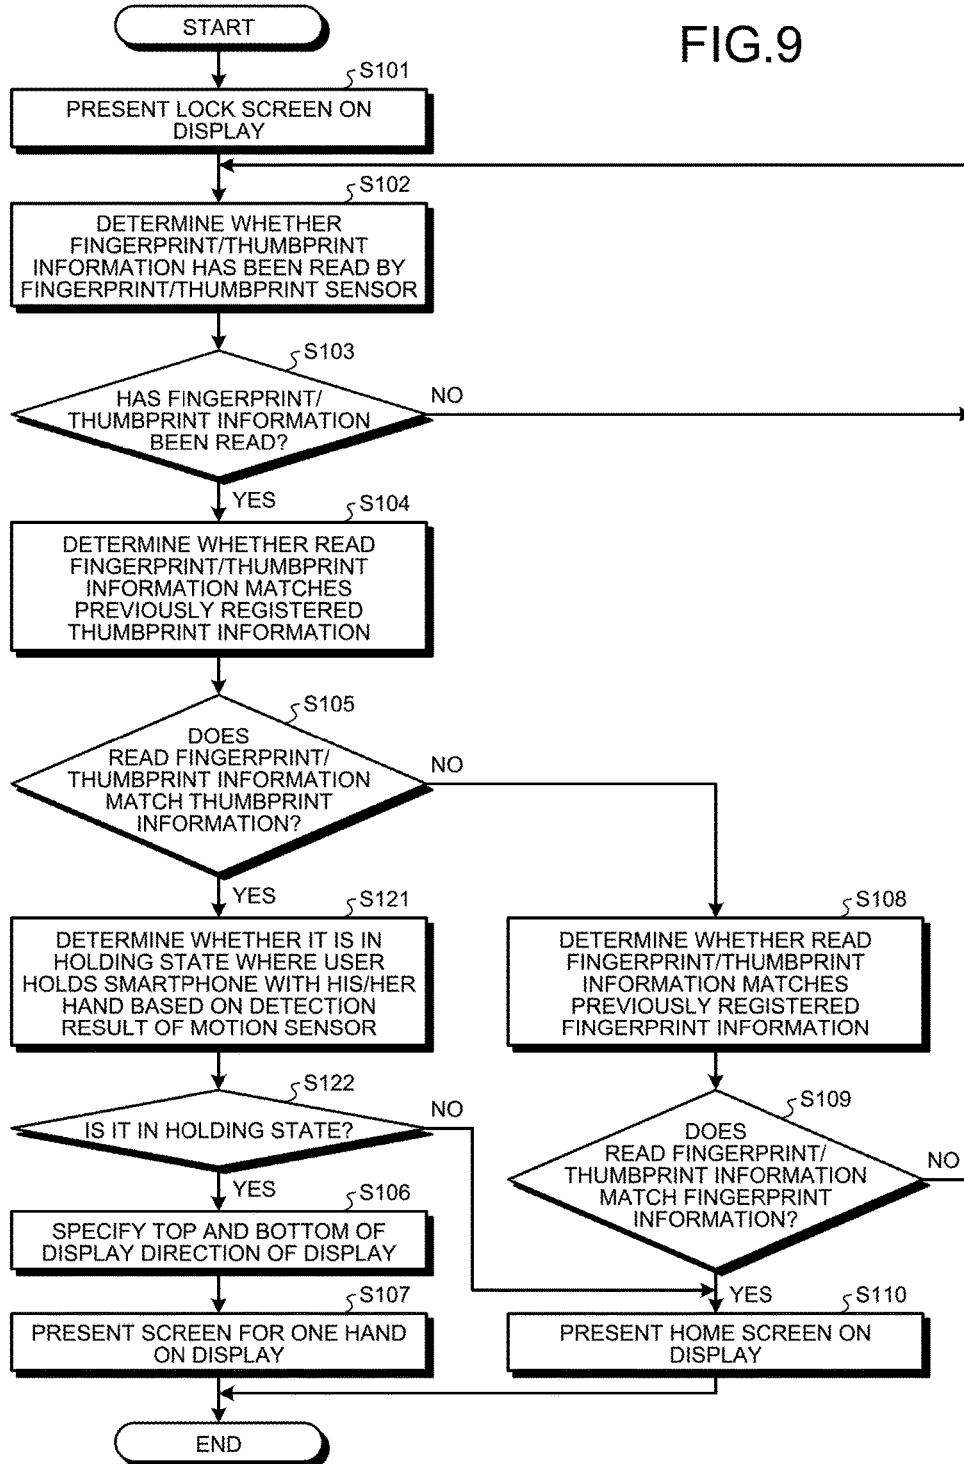 START
FIG.9
S101
PRESENT LOCK SCREEN ON
DISPLAY
S102
DETERMINE WHETHER
FINGERPRINT/THUMBPRINT
INFORMATION HAS BEEN READ BY
FINGERPRINT/THUMBPRINT SENSOR
S103
HAS FINGERPRINT/
THUMBPRINT INFORMATION
BEEN READ?
NO
YES
S104
DETERMINE WHETHER READ
FINGERPRINT/THUMBPRINT
INFORMATION MATCHES
PREVIOUSLY REGISTERED
THUMBPRINT INFORMATION
S105
DOES
READ FINGERPRINT/
THUMBPRINT INFORMATION
MATCH THUMBPRINT
INFORMATION?
NO
YES
S121
DETERMINE WHETHER IT IS IN
HOLDING STATE WHERE USER
HOLDS SMARTPHONE WITH HIS/HER
HAND BASED ON DETECTION
RESULT OF MOTION SENSOR
S108
DETERMINE WHETHER READ
FINGERPRINT/THUMBPRINT
INFORMATION MATCHES
PREVIOUSLY REGISTERED
FINGERPRINT INFORMATION
S122
IS IT IN HOLDING STATE?
NO
YES
S109
DOES
READ FINGERPRINT/
THUMBPRINT INFORMATION
MATCH FINGERPRINT
INFORMATION?
NO
YES
S106
SPECIFY TOP AND BOTTOM OF
DISPLAY DIRECTION OF DISPLAY
S107
PRESENT SCREEN FOR ONE HAND
ON DISPLAY
S110
PRESENT HOME SCREEN ON
DISPLAY
END